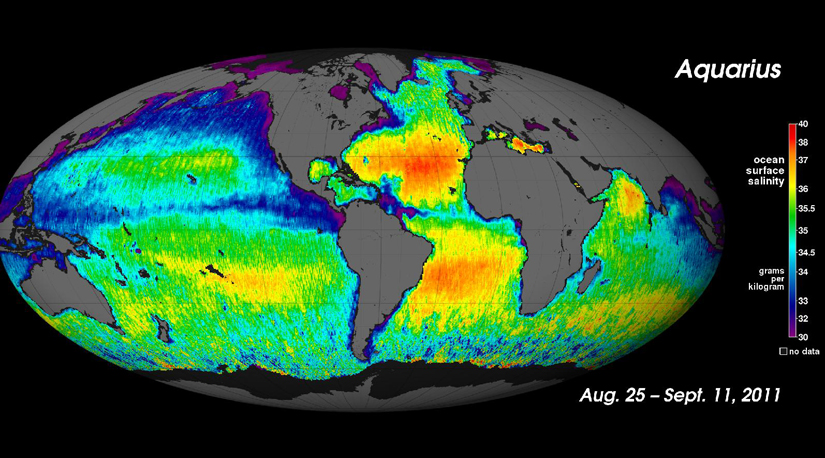 Aquarius
ocean
surface
salinity
grams
per
kilogram
40
38
37
36
35.5
35
34.5
34
33
32
30
no data
Aug. 25 – Sept. 11, 2011